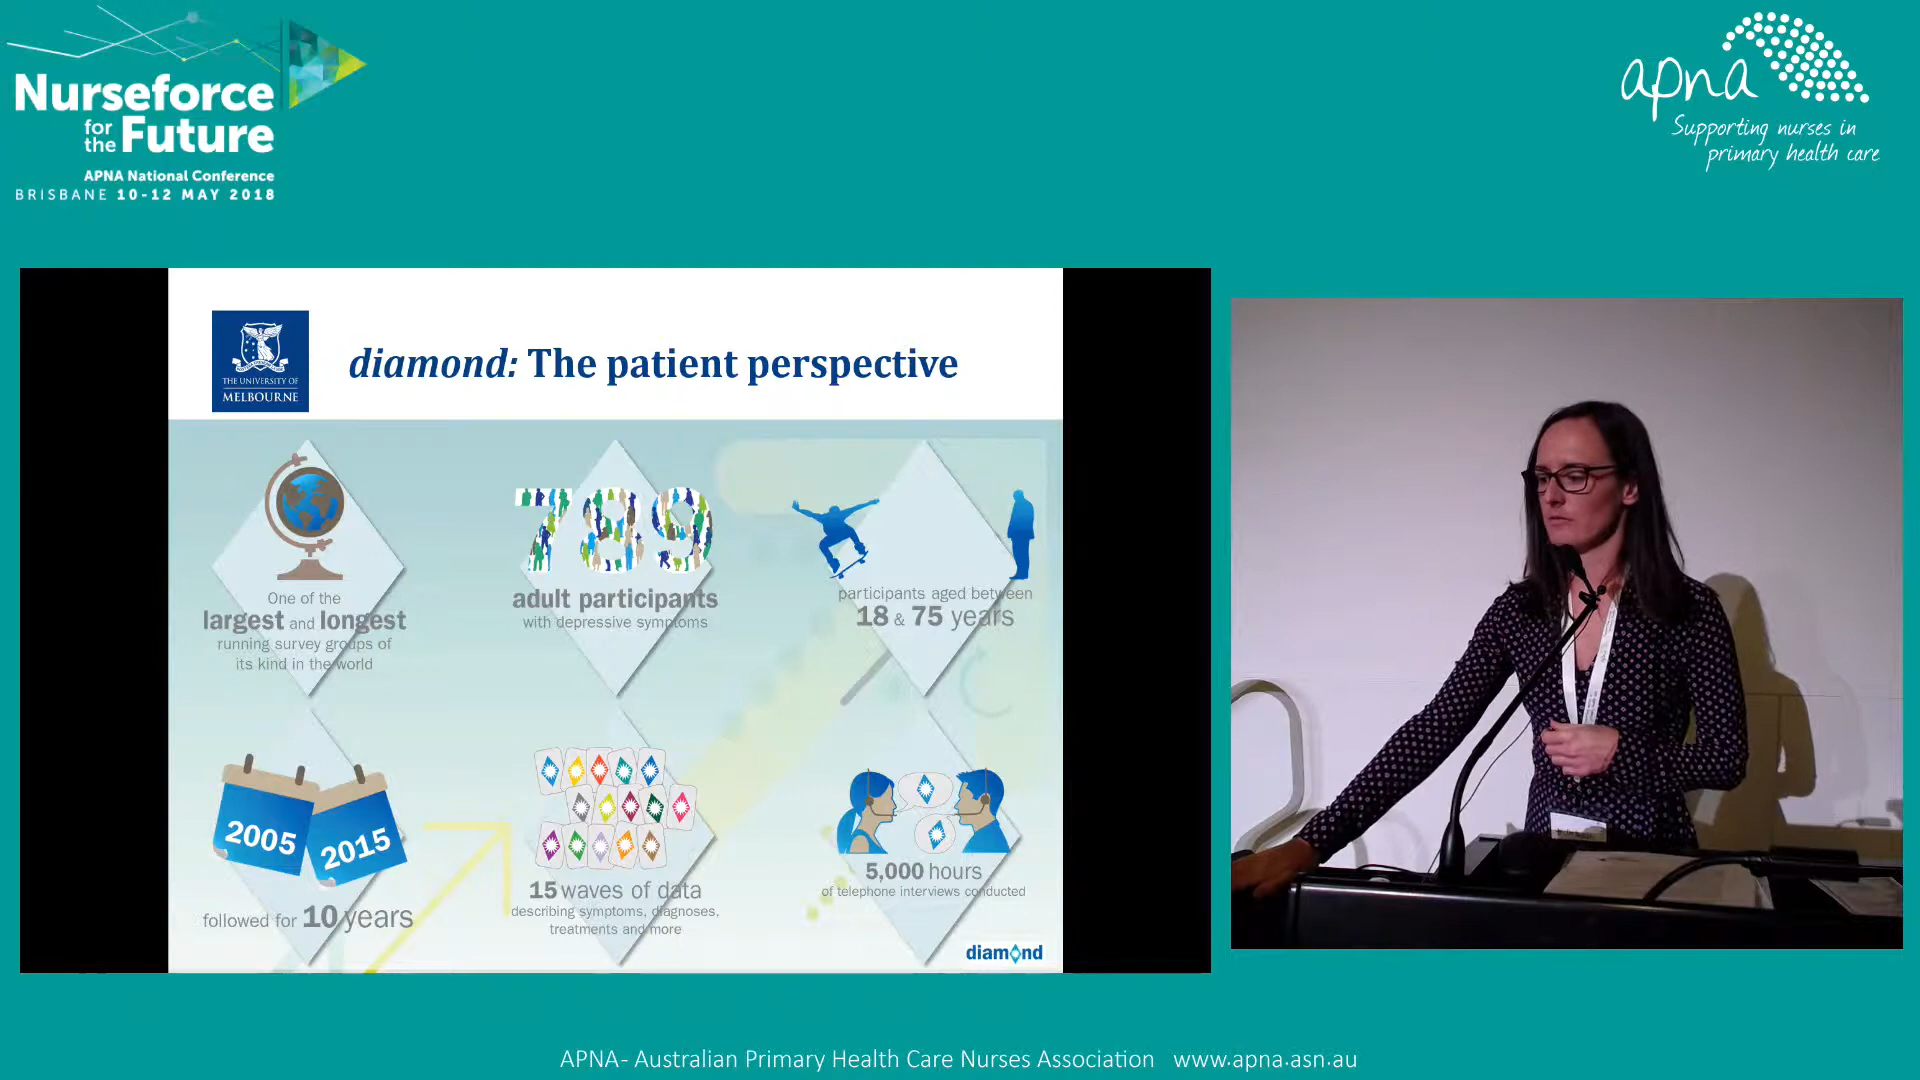 Nurseforce
for
the Future
APNA National Conference
BRISBANE 10-12 MAY 2018
apna
Supporting nurses in
primary health care
THE UNIVERSITY OF
MELBOURNE
diamond: The patient perspective
One of the
largest and longest
running survey groups of
its kind in the world
789
adult participants
with depressive symptoms
participants aged between
18 & 75 years
2005
2015
followed for 10 years
15 waves of data
describing symptoms, diagnoses,
treatments and more
5,000 hours
of telephone interviews conducted
diamond
APNA- Australian Primary Health Care Nurses Association www.apna.asn.au